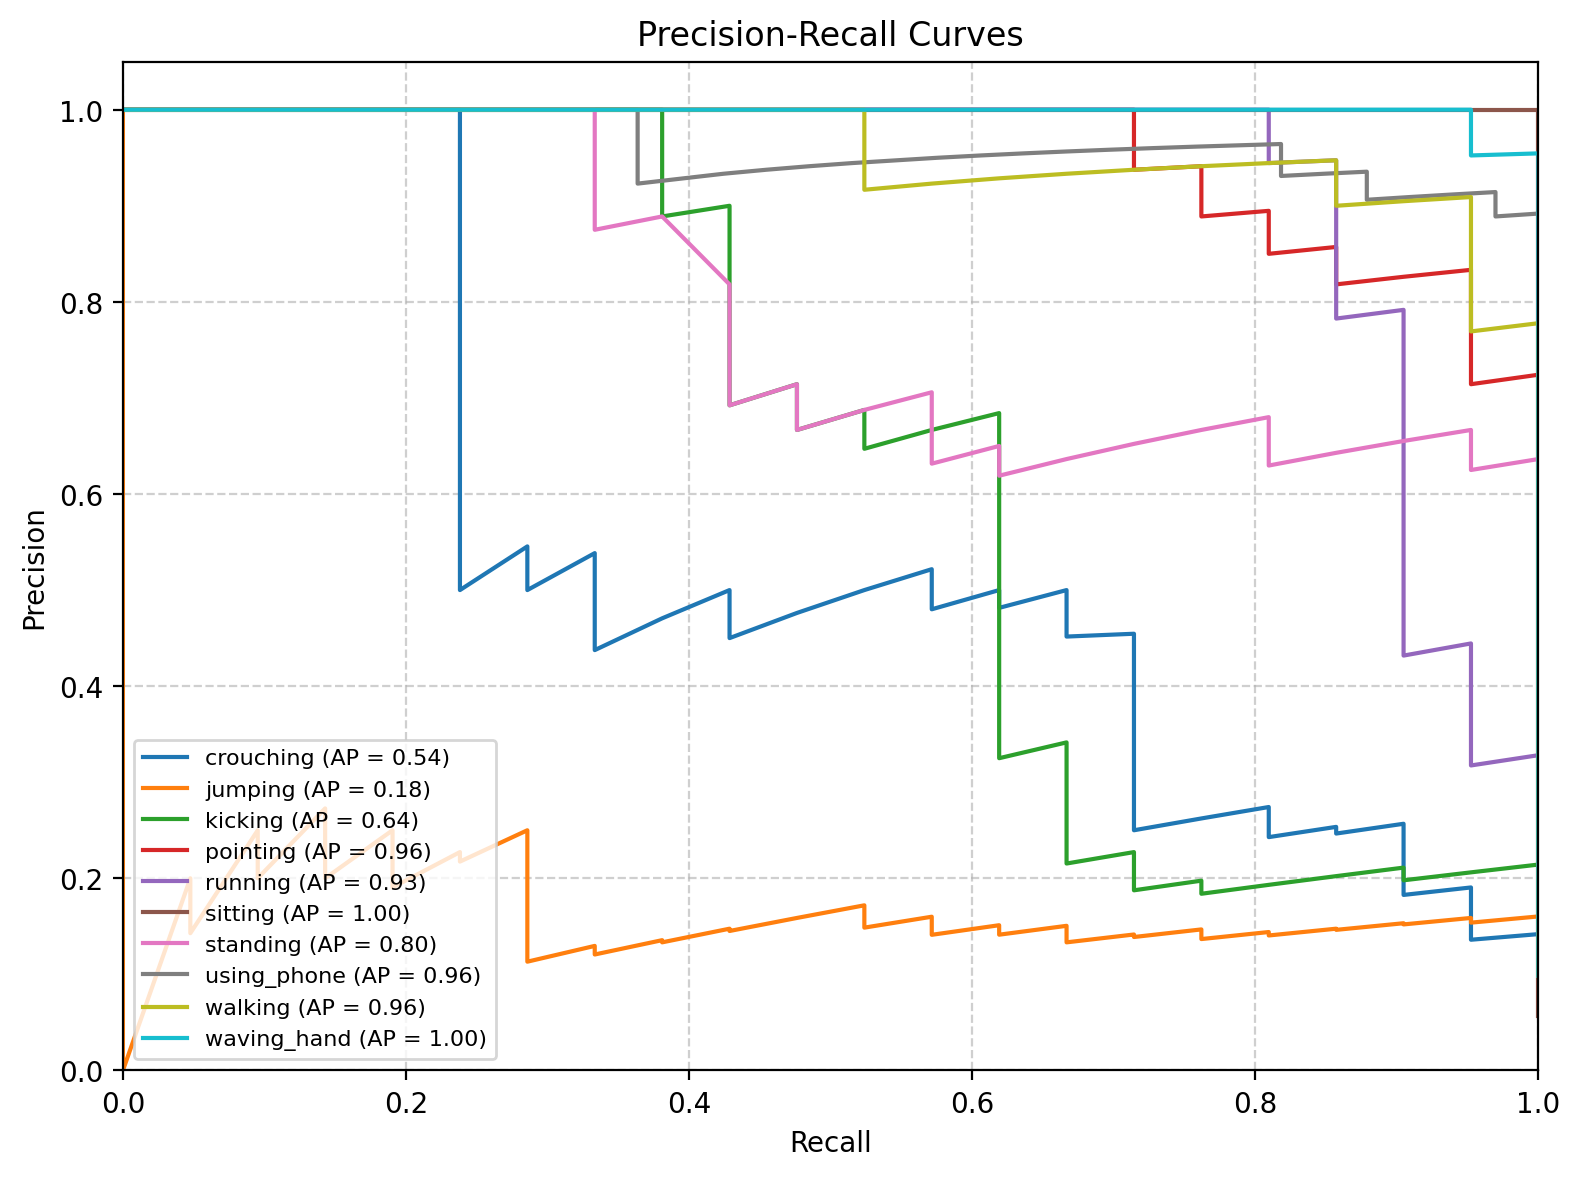 Precision-Recall Curves
1.0
0.8
0.6
0.4
0.2
0.0
Precision
crouching (AP = 0.54)
jumping (AP = 0.18)
kicking (AP = 0.64)
pointing (AP = 0.96)
running (AP = 0.93)
sitting (AP = 1.00)
standing (AP = 0.80)
using_phone (AP = 0.96)
walking (AP = 0.96)
waving_hand (AP = 1.00)
0.0 0.2 0.4 0.6 0.8 1.0
Recall